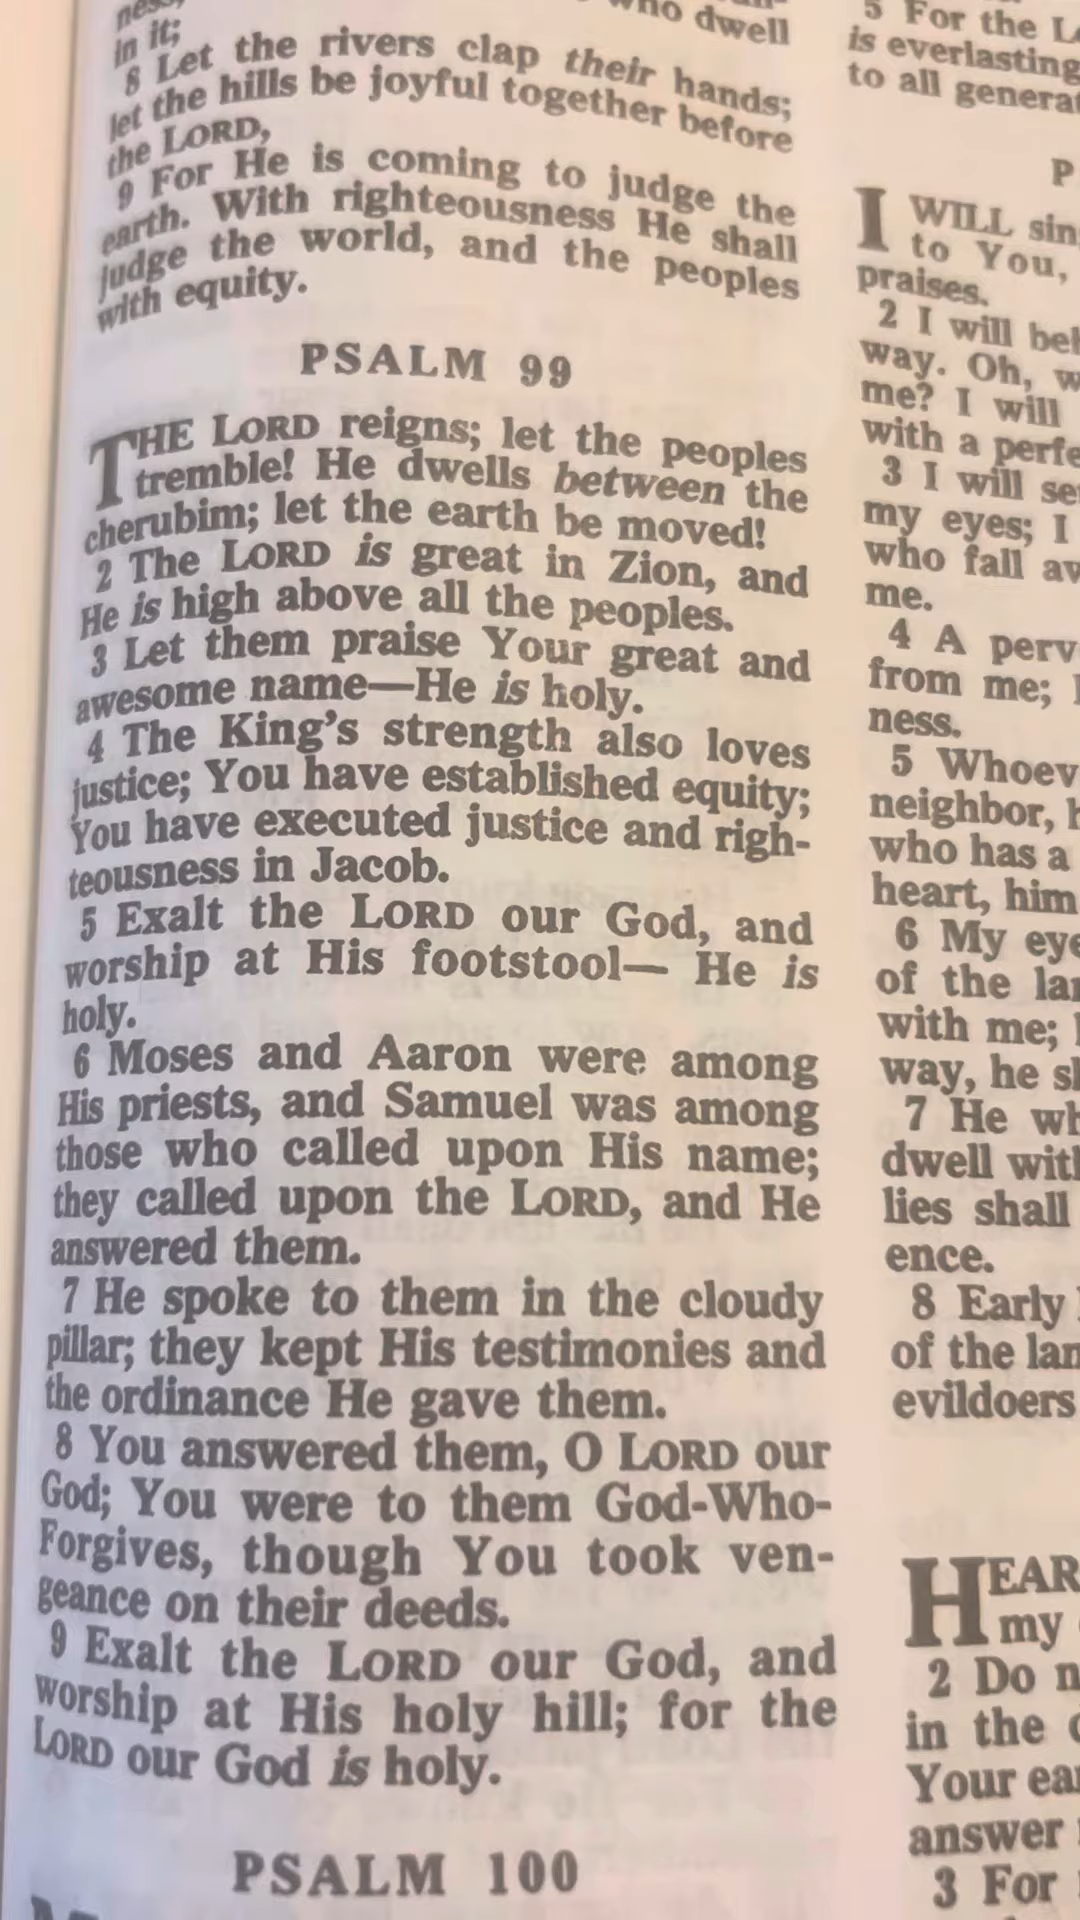 ness,
in it;
who dwell
8 Let the rivers clap their hands;
let the hills be joyful together before
the LORD,
9 For He is coming to judge the
earth. With righteousness He shall
judge the world, and the peoples
with equity.
PSALM 99
THE LORD reigns; let the peoples
tremble! He dwells between the
cherubim; let the earth be moved!
2 The LORD is great in Zion, and
He is high above all the peoples.
3 Let them praise Your great and
awesome name—He is holy.
4 The King's strength also loves
justice; You have established equity;
You have executed justice and righ-
teousness in Jacob.
5 Exalt the LORD our God, and
worship at His footstool— He is
holy.
6 Moses and Aaron were among
His priests, and Samuel was among
those who called upon His name;
they called upon the LORD, and He
answered them.
7 He spoke to them in the cloudy
pillar; they kept His testimonies and
the ordinance He gave them.
8 You answered them, O LORD our
God; You were to them God-Who-
Forgives, though You took ven-
geance on their deeds.
9 Exalt the LORD our God, and
worship at His holy hill; for the
LORD our God is holy.
PSALM 100
5 For the L
is everlasting
to all genera
P
I WILL sin
to You,
praises.
2 I will beh
way. Oh, w
me? I will
with a perfe
3 I will se
my eyes; I
who fall aw
me.
4 A perv
from me; I
ness.
5 Whoev
neighbor, h
who has a
heart, him
6 My eye
of the lan
with me;
way, he sh
7 He wh
dwell with
lies shall
ence.
8 Early
of the lan
evildoers
HEAR
my
2 Do n
in the
Your ear
answer
3 For